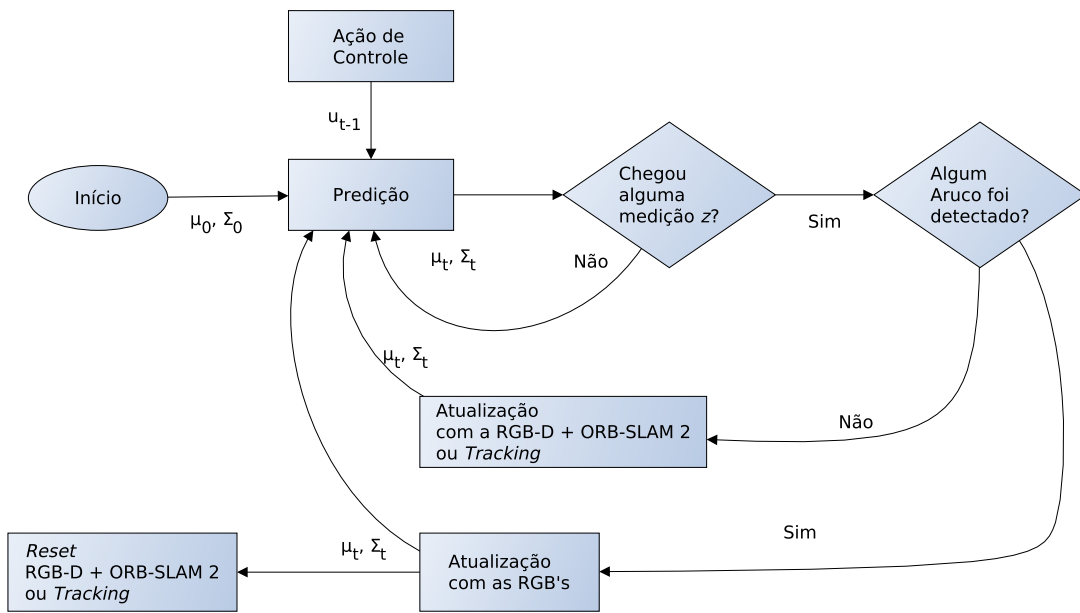 Ação de
Controle
u_t-1
Início
μ_0, Σ_0
Predição
Chegou
alguma
medição z?
Sim
Algum
Aruco foi
detectado?
μ_t, Σ_t
Não
μ_t, Σ_t
Atualização
com a RGB-D + ORB-SLAM 2
ou Tracking
Não
Sim
μ_t, Σ_t
Atualização
com as RGB's
Reset
RGB-D + ORB-SLAM 2
ou Tracking